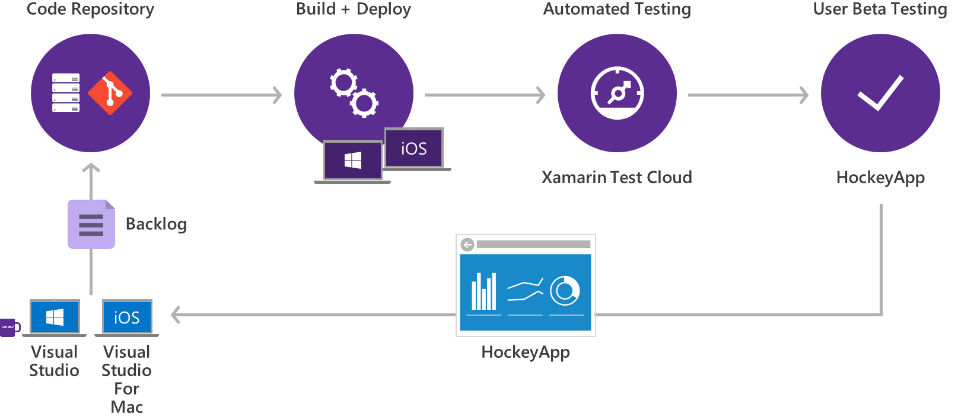 Code Repository
Build + Deploy
Automated Testing
User Beta Testing
iOS
Xamarin Test Cloud
HockeyApp
Backlog
iOS
HockeyApp
Visual
Studio
Visual
Studio
For
Mac